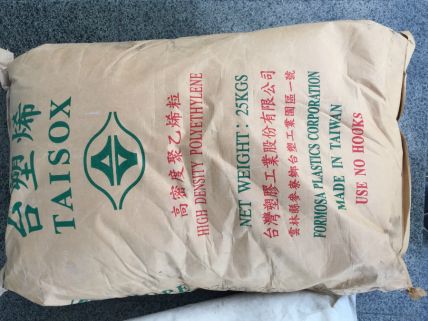 台塑烯
TAISOX
高密度聚乙烯粒
HIGH DENSITY POLYETHYLENE
NET WEIGHT: 25KGS
台灣塑膠工業股份有限公司
雲林縣麥寮鄉台塑工業園區一號
FORMOSA PLASTICS CORPORATION
MADE IN TAIWAN
USE NO HOOKS